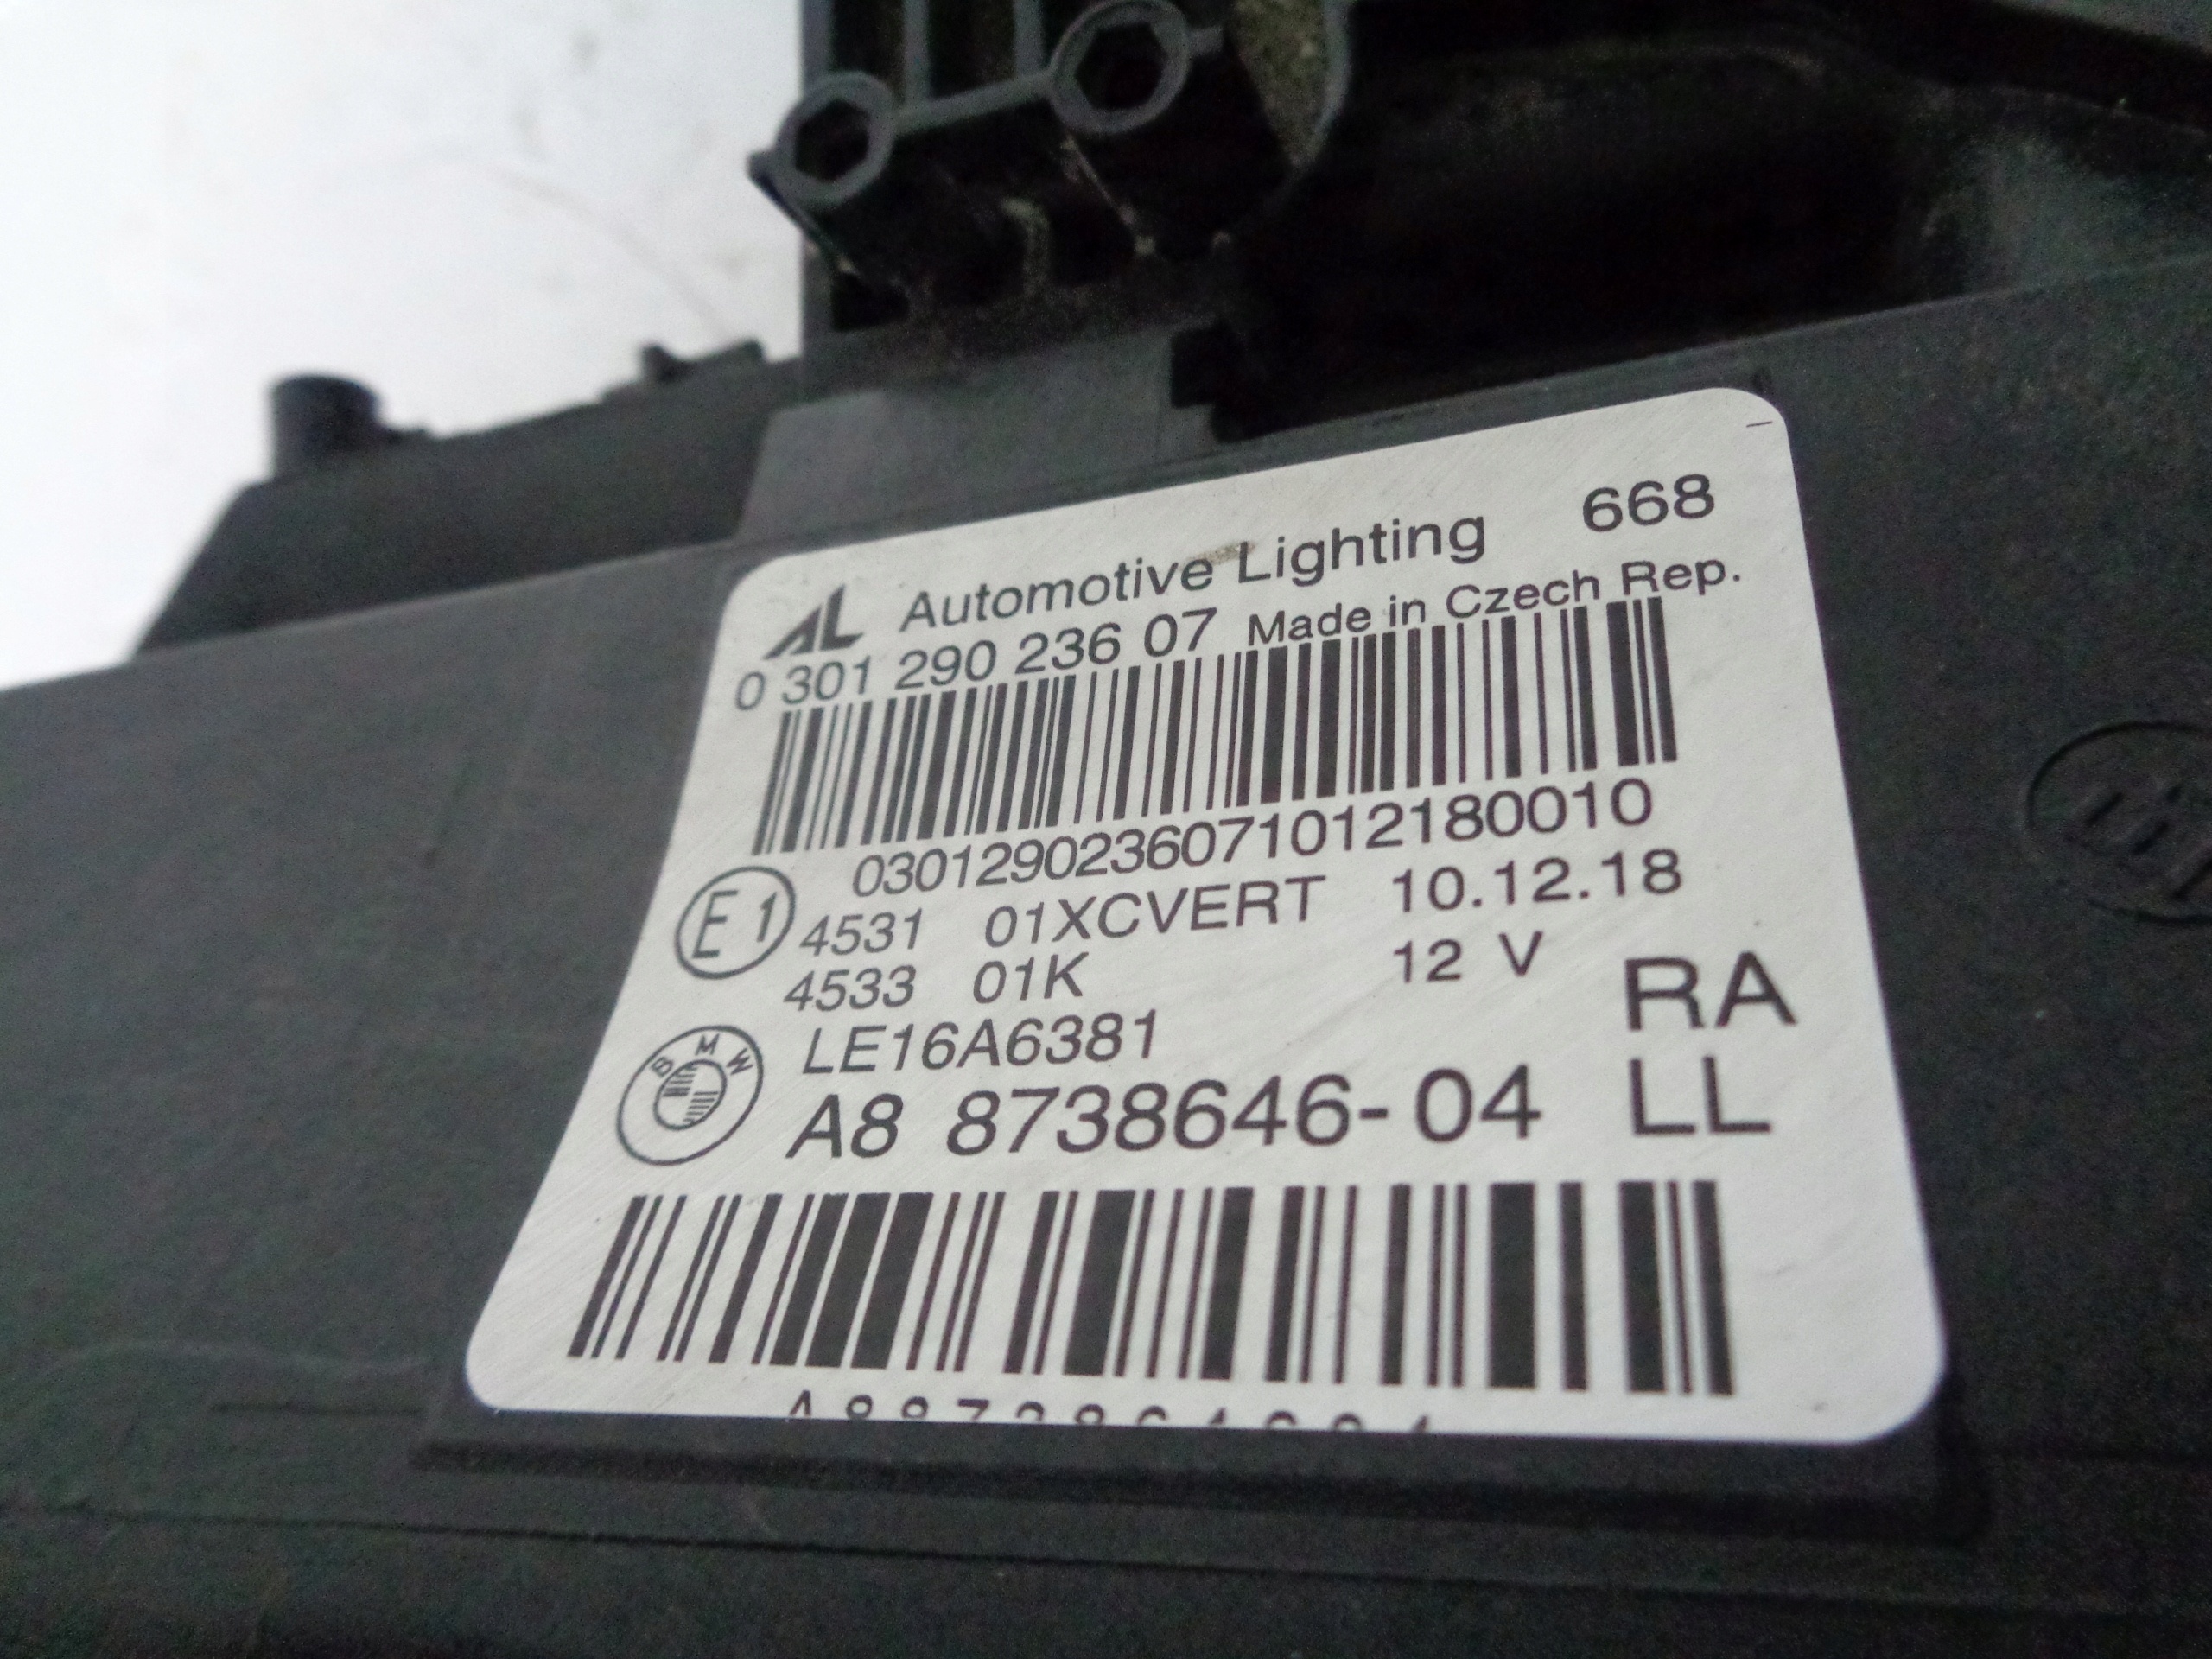 AL Automotive Lighting 668
0 301 290 236 07 Made in Czech Rep.
0301290236071012180010
E1 4531 01XCVERT 10.12.18
4533 01K 12 V RA
LE16A6381
BMW A8 8738646-04 LL